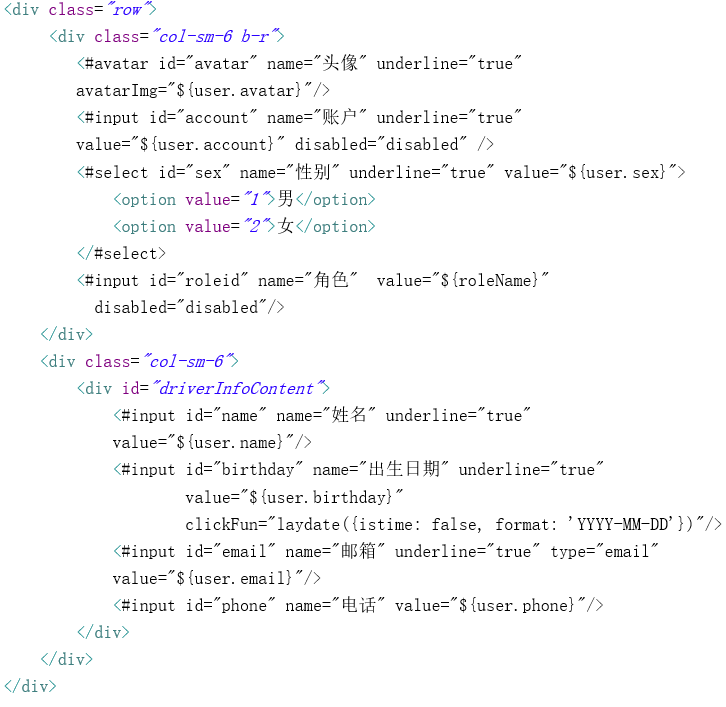 <div class="row">
<div class="col-sm-6 b-r">
<#avatar id="avatar" name="头像" underline="true"
avatarImg="${user.avatar}"/>
<#input id="account" name="账户" underline="true"
value="${user.account}" disabled="disabled" />
<#select id="sex" name="性别" underline="true" value="${user.sex}">
<option value="1">男</option>
<option value="2">女</option>
</#select>
<#input id="roleid" name="角色"  value="${roleName}"
disabled="disabled"/>
</div>
<div class="col-sm-6">
<div id="driverInfoContent">
<#input id="name" name="姓名" underline="true"
value="${user.name}"/>
<#input id="birthday" name="出生日期" underline="true"
value="${user.birthday}"
clickFun="laydate({istime: false, format: 'YYYY-MM-DD'})"/>
<#input id="email" name="邮箱" underline="true" type="email"
value="${user.email}"/>
<#input id="phone" name="电话" value="${user.phone}"/>
</div>
</div>
</div>